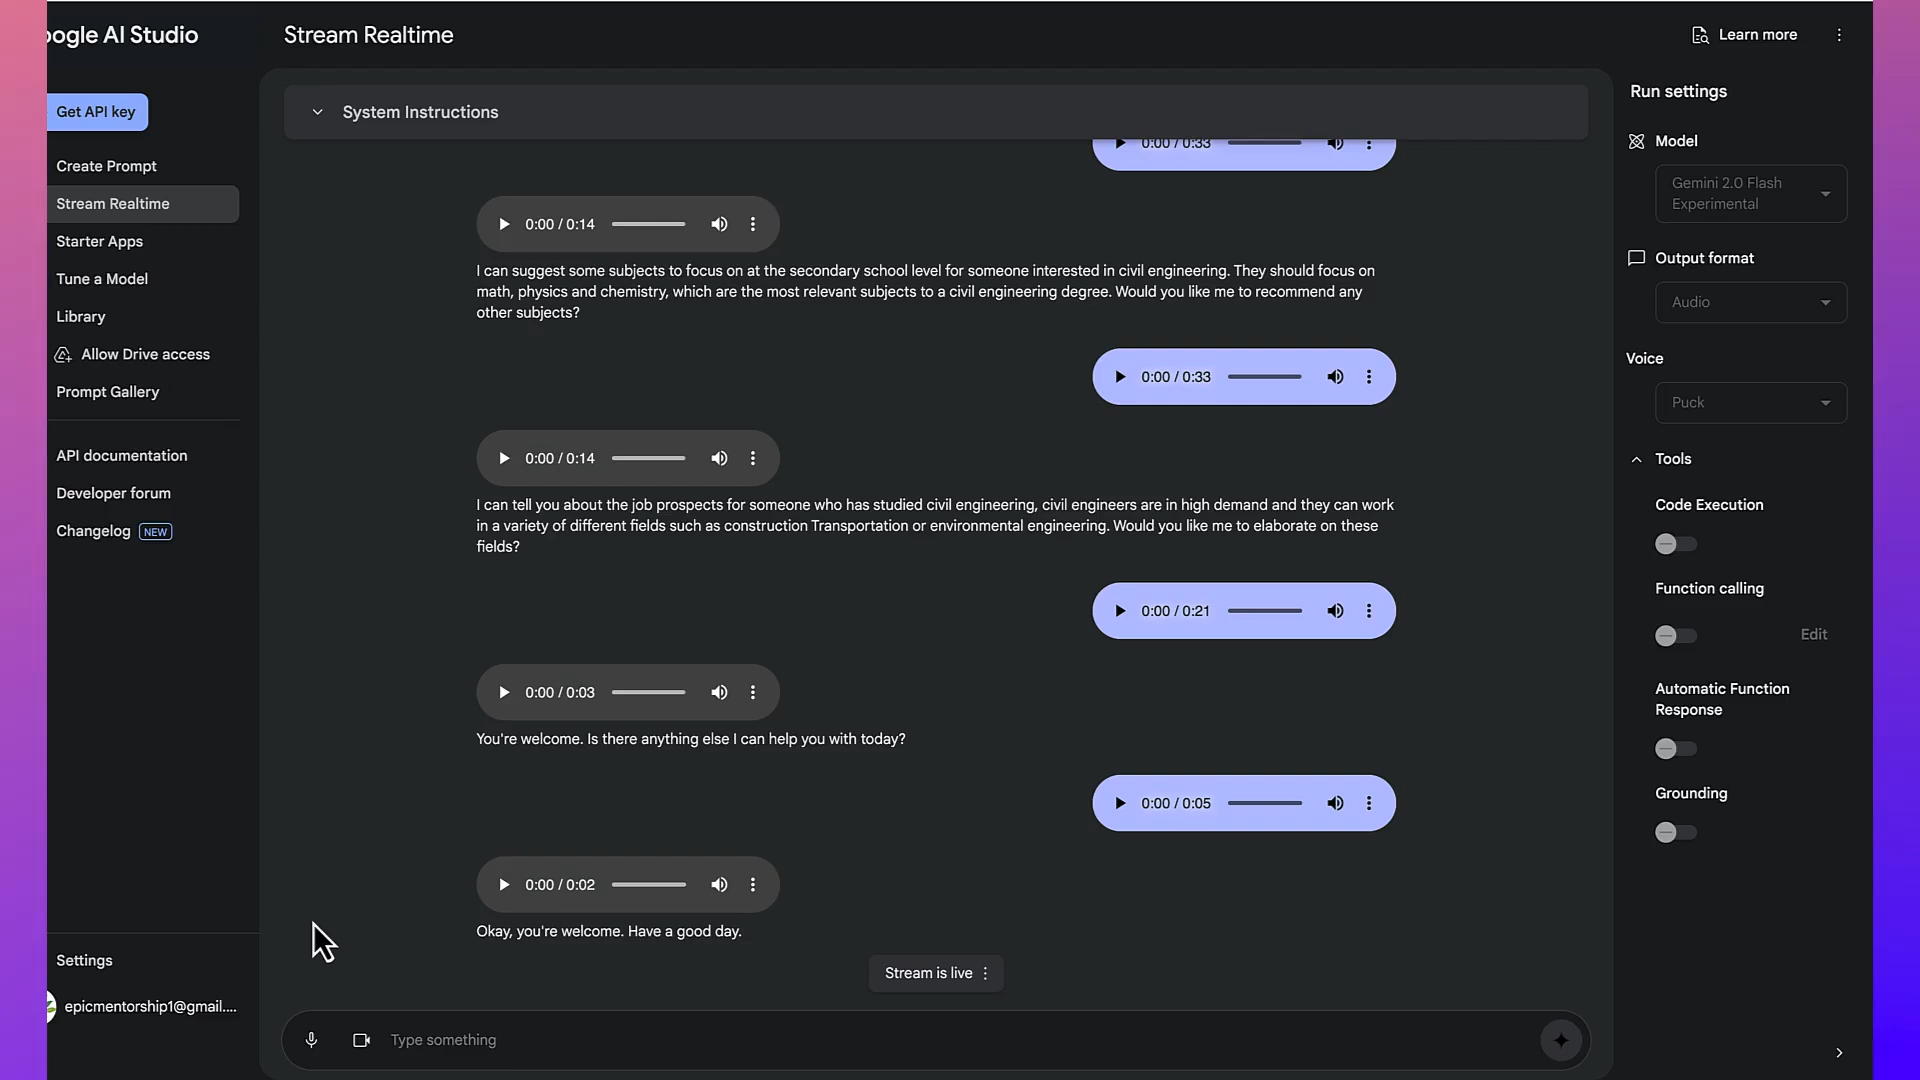 oogle AI Studio
Stream Realtime
Learn more
Get API key
Create Prompt
Stream Realtime
Starter Apps
Tune a Model
Library
Allow Drive access
Prompt Gallery
API documentation
Developer forum
Changelog NEW
Settings
epicmentorship1@gmail....
System Instructions
0:00 / 0:33
0:00 / 0:14
I can suggest some subjects to focus on at the secondary school level for someone interested in civil engineering. They should focus on
math, physics and chemistry, which are the most relevant subjects to a civil engineering degree. Would you like me to recommend any
other subjects?
0:00 / 0:33
0:00 / 0:14
I can tell you about the job prospects for someone who has studied civil engineering, civil engineers are in high demand and they can work
in a variety of different fields such as construction Transportation or environmental engineering. Would you like me to elaborate on these
fields?
0:00 / 0:21
0:00 / 0:03
You're welcome. Is there anything else I can help you with today?
0:00 / 0:05
0:00 / 0:02
Okay, you're welcome. Have a good day.
Stream is live
Type something
Run settings
Model
Gemini 2.0 Flash
Experimental
Output format
Audio
Voice
Puck
Tools
Code Execution
Function calling
Edit
Automatic Function
Response
Grounding